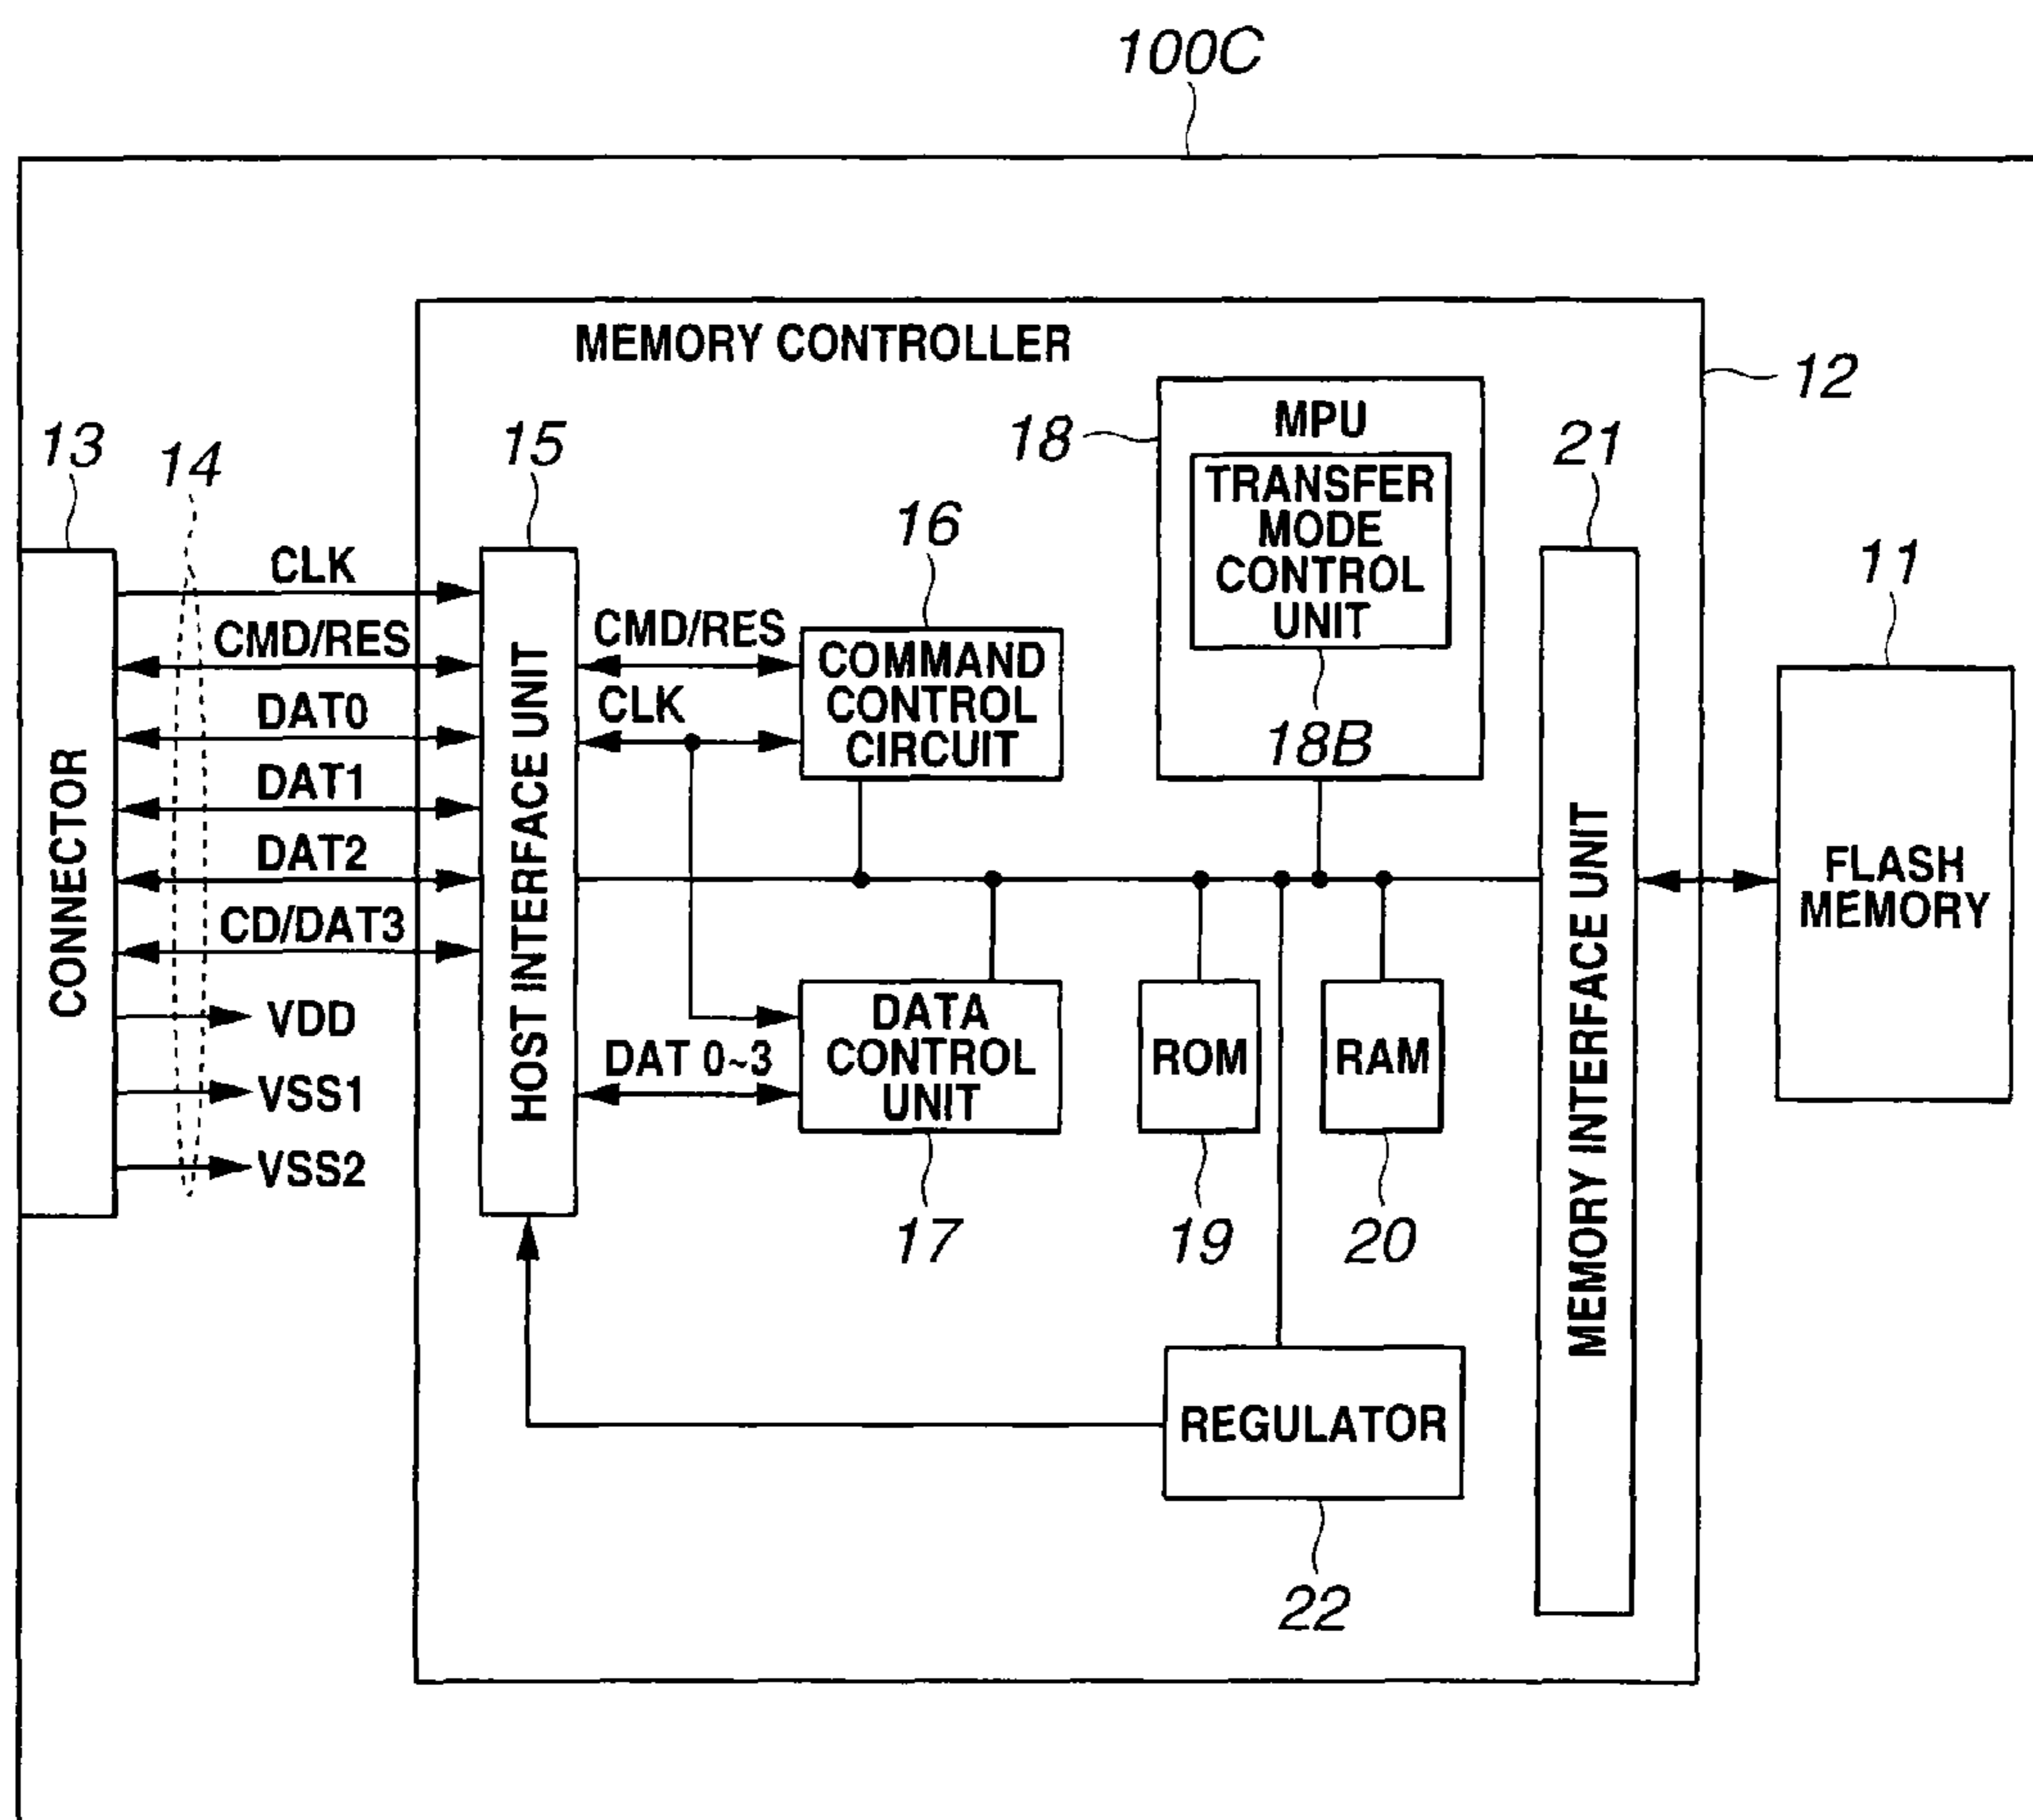 100C
MEMORY CONTROLLER
12
13
14
15
16
18
MPU
TRANSFER
MODE
CONTROL
UNIT
18B
21
11
CONNECTOR
CLK
CMD/RES
DAT0
DAT1
DAT2
CD/DAT3
VDD
VSS1
VSS2
HOST INTERFACE UNIT
CMD/RES
CLK
COMMAND
CONTROL
CIRCUIT
DAT 0~3
DATA
CONTROL
UNIT
17
ROM
19
RAM
20
MEMORY INTERFACE UNIT
FLASH
MEMORY
REGULATOR
22